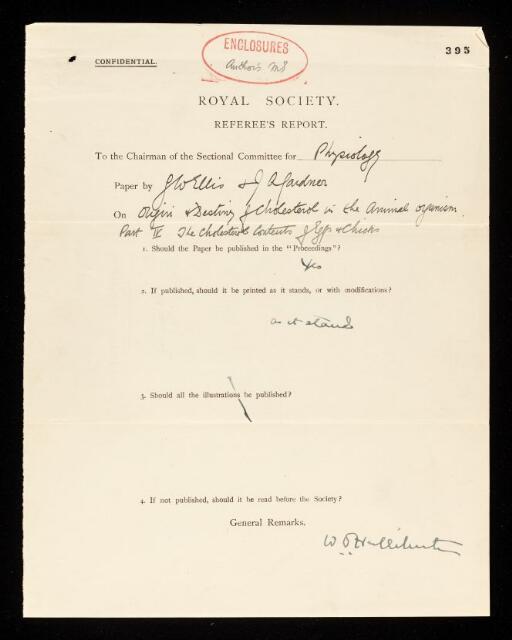 ENCLOSURES
Author's MS
395
CONFIDENTIAL.
ROYAL SOCIETY.
REFEREE'S REPORT.
To the Chairman of the Sectional Committee for Physiology
Paper by G W Ellis & J A Gardner
On Origin & Destiny of Cholesterol in the Animal organism.
Part IV The Cholesterol Contents of Eggs & Chicks
1. Should the Paper be published in the "Proceedings"?
Yes
2. If published, should it be printed as it stands, or with modifications?
as it stands
3. Should all the illustrations be published?
4. If not published, should it be read before the Society?
General Remarks.
W D Halliburton